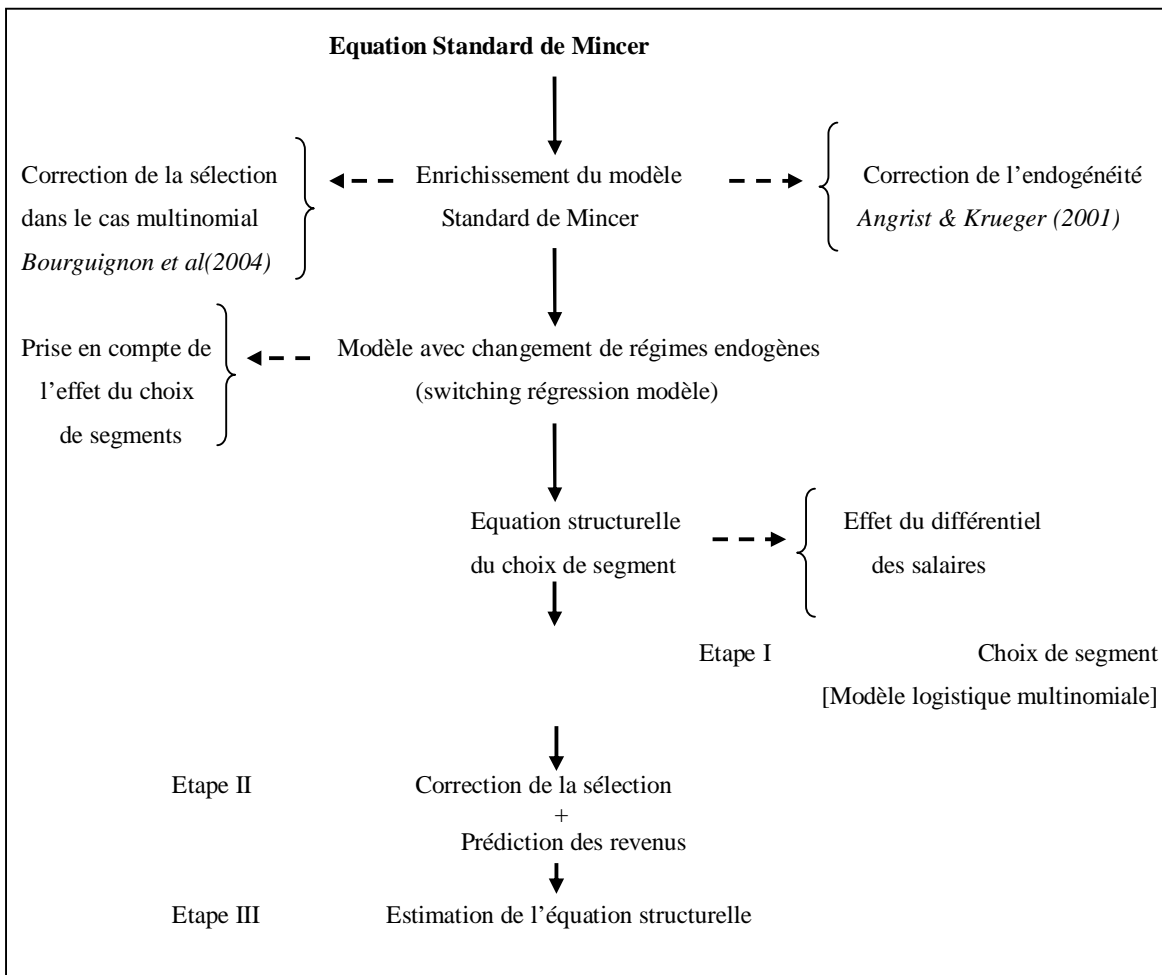 Equation Standard de Mincer
Correction de la sélection
dans le cas multinomial
Bourguignon et al(2004)
Enrichissement du modèle
Standard de Mincer
Correction de l'endogénéité
Angrist & Krueger (2001)
Prise en compte de
l'effet du choix
de segments
Modèle avec changement de régimes endogènes
(switching régression modèle)
Equation structurelle
du choix de segment
Effet du différentiel
des salaires
Etape I Choix de segment
[Modèle logistique multinomiale]
Etape II Correction de la sélection
+
Prédiction des revenus
Etape III Estimation de l'équation structurelle